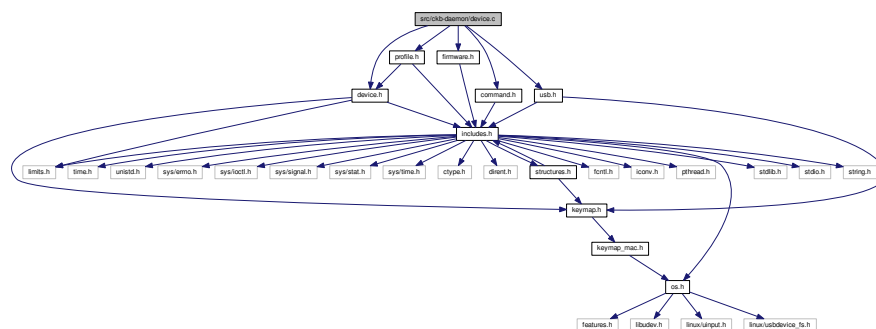 src/ckb-daemon/device.c
profile.h
firmware.h
device.h
command.h
usb.h
includes.h
limits.h
time.h
unistd.h
sys/errno.h
sys/ioctl.h
sys/signal.h
sys/stat.h
sys/time.h
ctype.h
dirent.h
structures.h
fcntl.h
iconv.h
pthread.h
stdlib.h
stdio.h
string.h
keymap.h
keymap_mac.h
os.h
features.h
libudev.h
linux/uinput.h
linux/usbdevice_fs.h